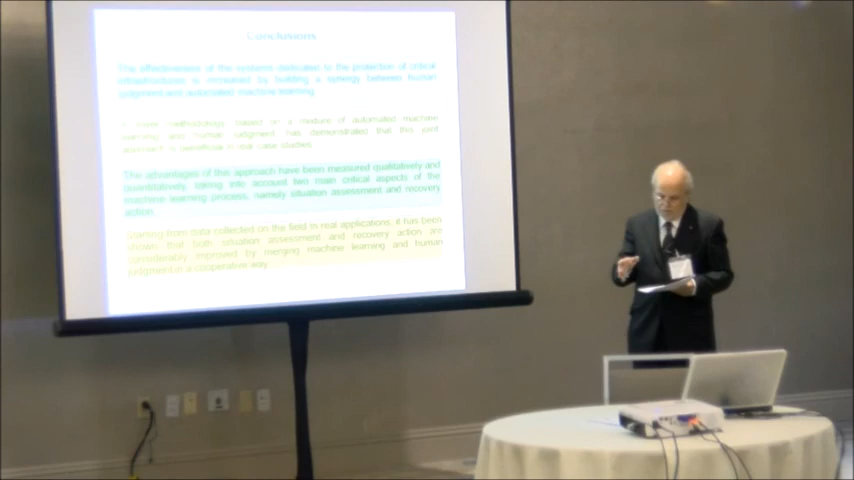 Conclusions
The effectiveness of the systems dedicated to the protection of critical
infrastructures is increased by building a synergy between human
judgment and automated machine learning
A novel methodology based on a mixture of automated machine
learning and human judgment has demonstrated that this joint
approach is beneficial in real case studies
The advantages of this approach have been measured qualitatively and
quantitatively, taking into account two main critical aspects of the
machine learning process, namely situation assessment and recovery
action.
Starting from data collected on the field in real applications, it has been
shown that both situation assessment and recovery action are
considerably improved by merging machine learning and human
judgment in a cooperative way